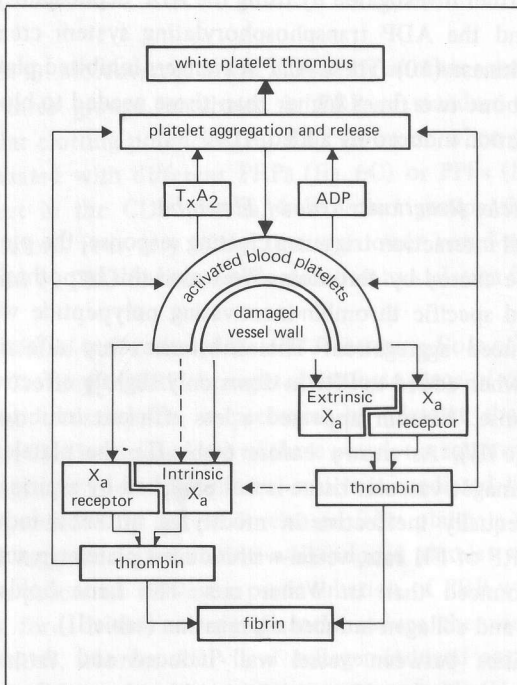 white platelet thrombus
platelet aggregation and release
TxA2
ADP
activated blood platelets
damaged
vessel wall
Extrinsic
Xa
Xa
receptor
Xa
receptor
Intrinsic
Xa
thrombin
thrombin
fibrin